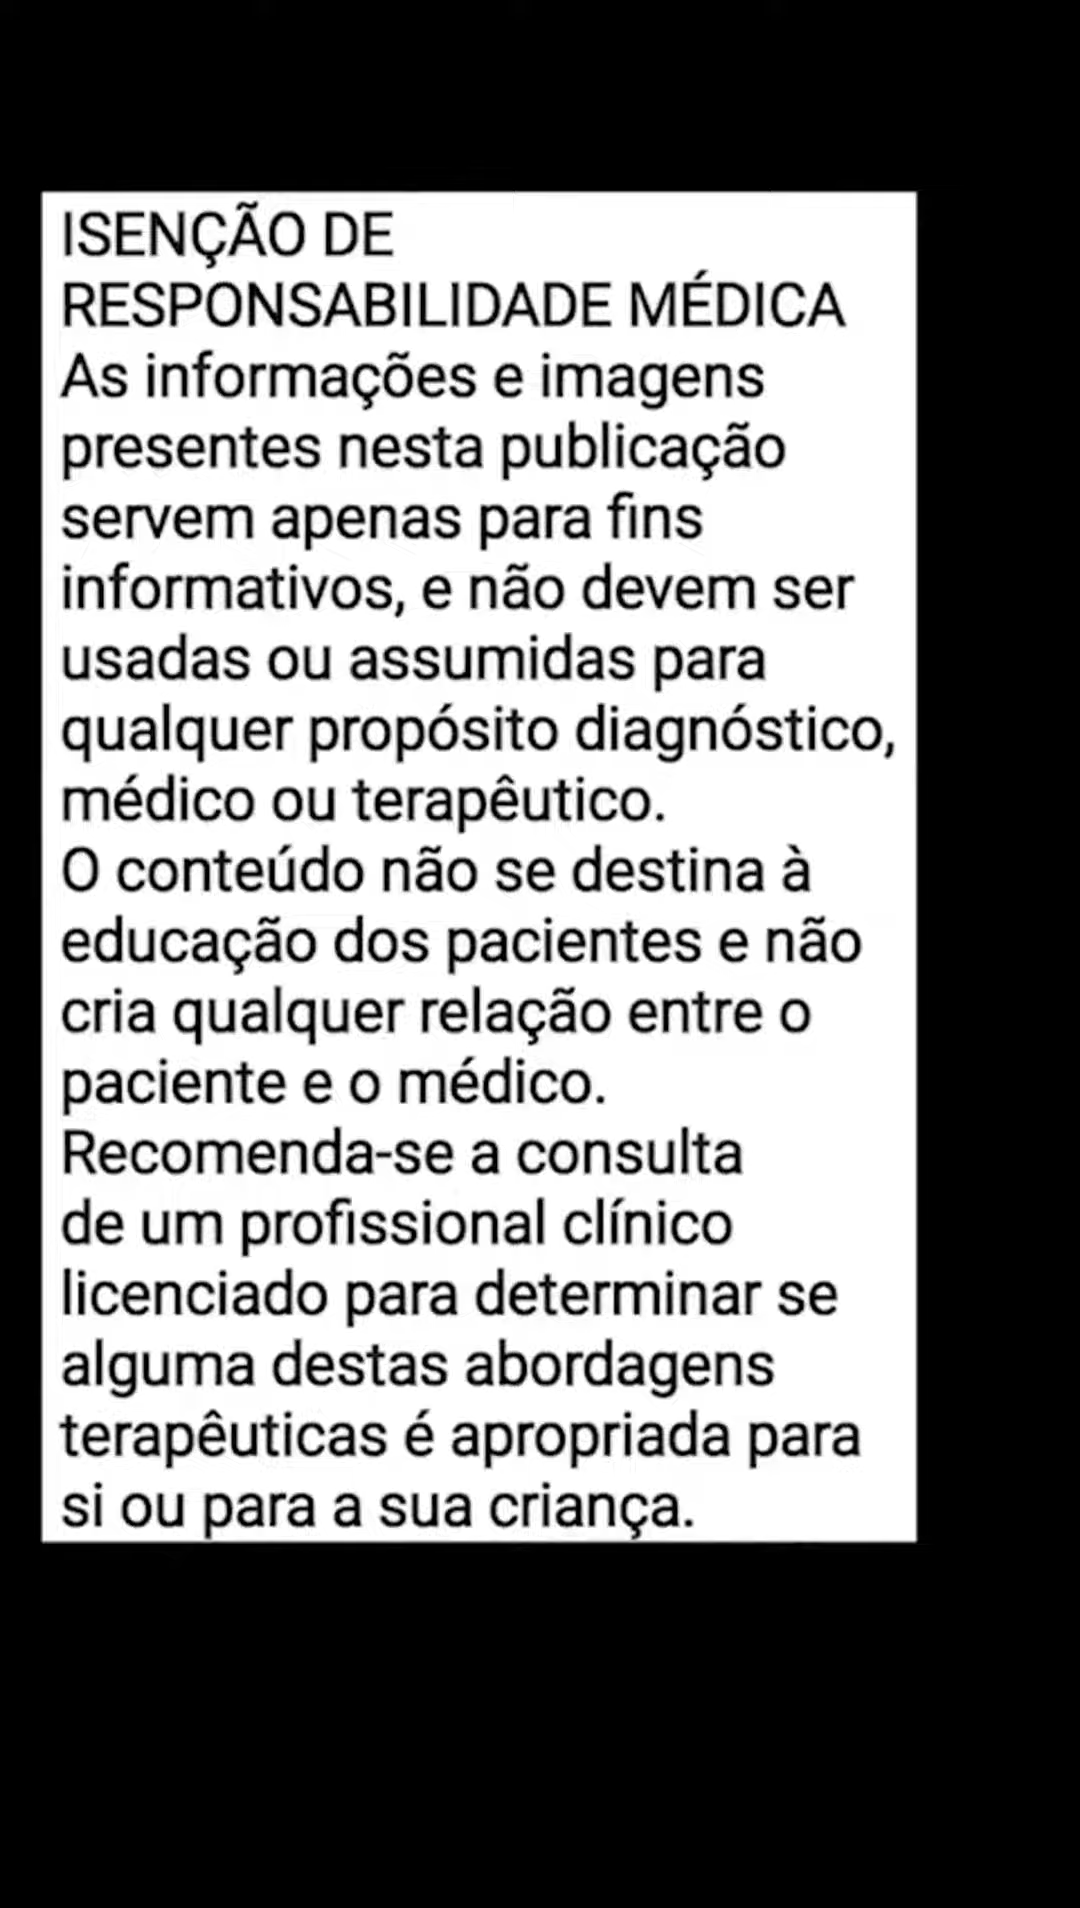 ISENÇÃO DE
RESPONSABILIDADE MÉDICA
As informações e imagens
presentes nesta publicação
servem apenas para fins
informativos, e não devem ser
usadas ou assumidas para
qualquer propósito diagnóstico,
médico ou terapêutico.
O conteúdo não se destina à
educação dos pacientes e não
cria qualquer relação entre o
paciente e o médico.
Recomenda-se a consulta
de um profissional clínico
licenciado para determinar se
alguma destas abordagens
terapêuticas é apropriada para
si ou para a sua criança.